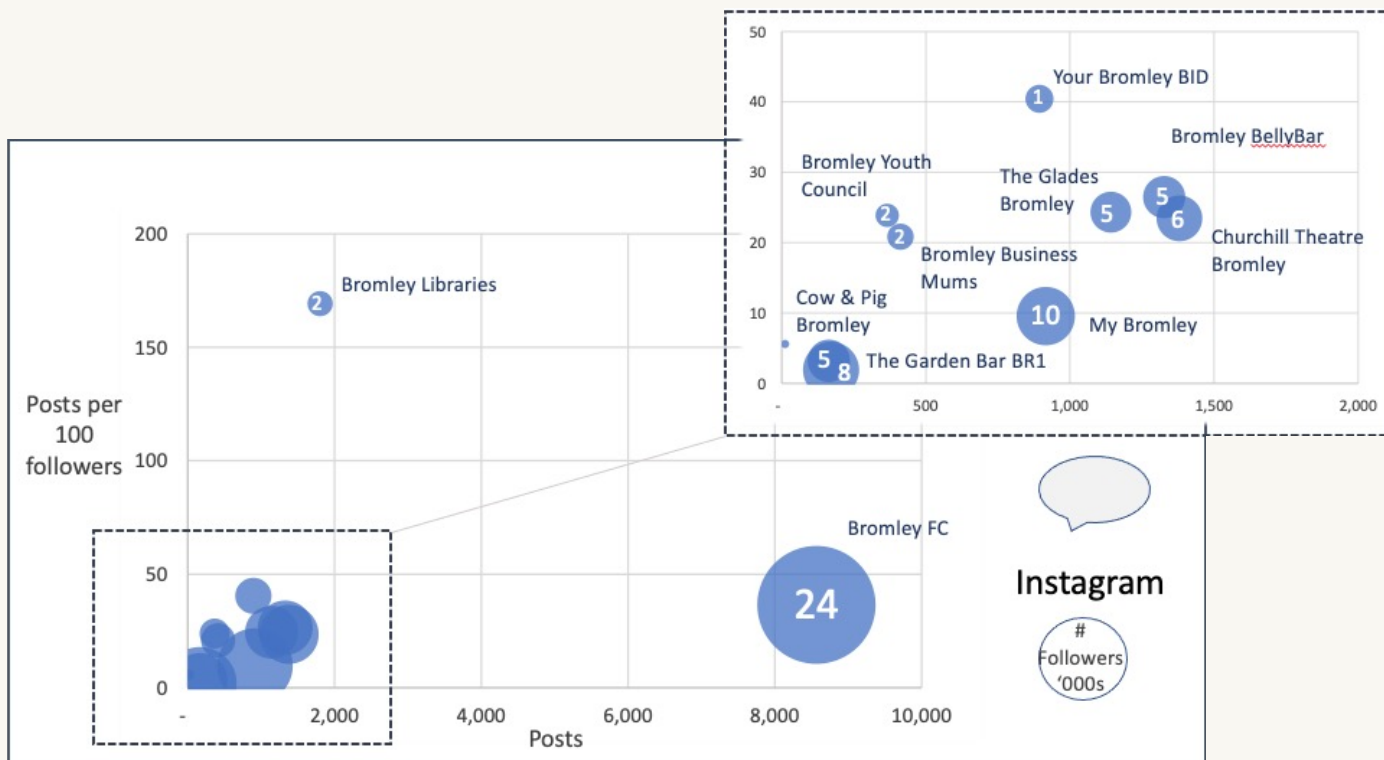 50
40
30
20
10
0
-
500
1,000
1,500
2,000
Your Bromley BID
1
Bromley BellyBar
5
Bromley Youth
Council
2
The Glades
Bromley
5
6
Churchill Theatre
Bromley
2
Bromley Business
Mums
Cow & Pig
Bromley
5
8
The Garden Bar BR1
10
My Bromley
200
150
100
50
0
-
2,000
4,000
6,000
8,000
10,000
Posts per
100
followers
Posts
2
Bromley Libraries
Bromley FC
24
Instagram
#
Followers
‘000s